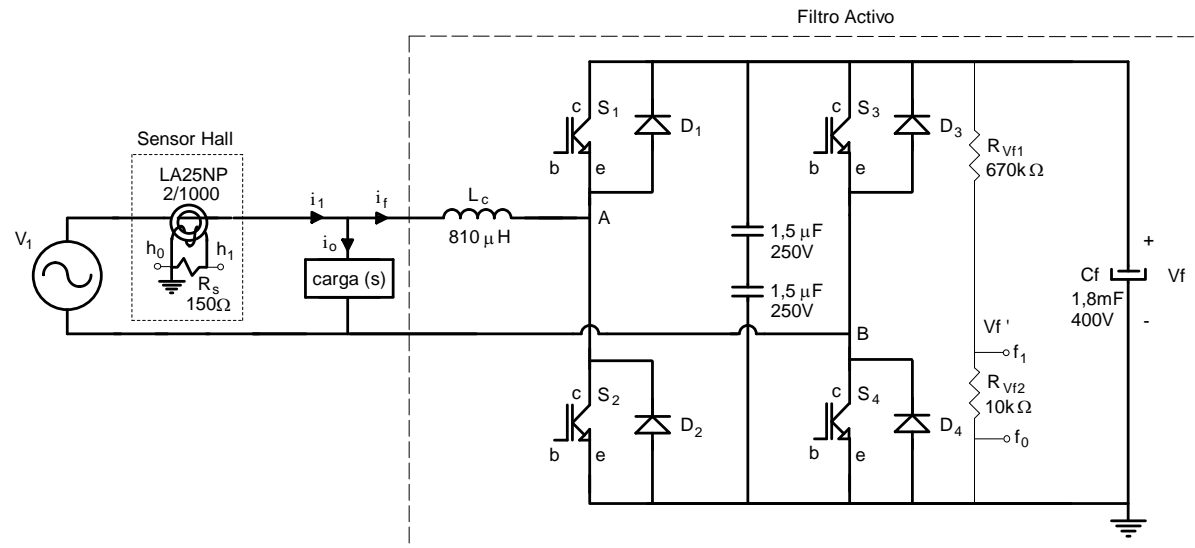 Filtro Activo
Sensor Hall
LA25NP
2/1000
V1
h0
h1
Rs
150Ω
i1
if
io
carga (s)
Lc
810 μH
A
c
S1
b
e
D1
c
S2
b
e
D2
1,5 μF
250V
1,5 μF
250V
c
S3
b
e
D3
B
c
S4
b
e
D4
RVf1
670kΩ
Vf '
f1
RVf2
10kΩ
f0
+
Cf
Vf
1,8mF
400V
-